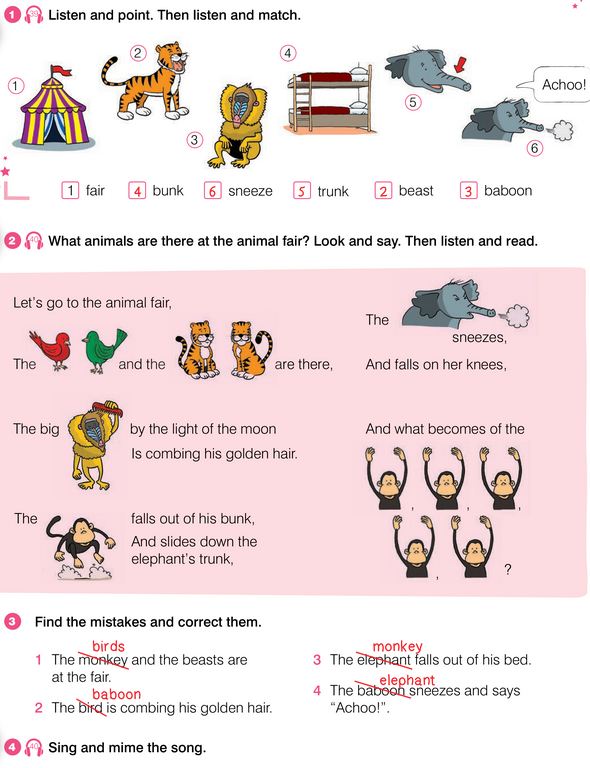 1 39 Listen and point. Then listen and match.
1
2
3
4
5
6
Achoo!
1 fair 4 bunk 6 sneeze 5 trunk 2 beast 3 baboon
2 40 What animals are there at the animal fair? Look and say. Then listen and read.
Let's go to the animal fair,
The and the are there,
The big by the light of the moon
Is combing his golden hair.
The falls out of his bunk,
And slides down the
elephant's trunk,
The sneezes,
And falls on her knees,
And what becomes of the
, , ,
, ?
3 Find the mistakes and correct them.
birds
1 The monkey and the beasts are
at the fair.
baboon
2 The bird is combing his golden hair.
monkey
3 The elephant falls out of his bed.
elephant
4 The baboon sneezes and says
“Achoo!”.
4 40 Sing and mime the song.